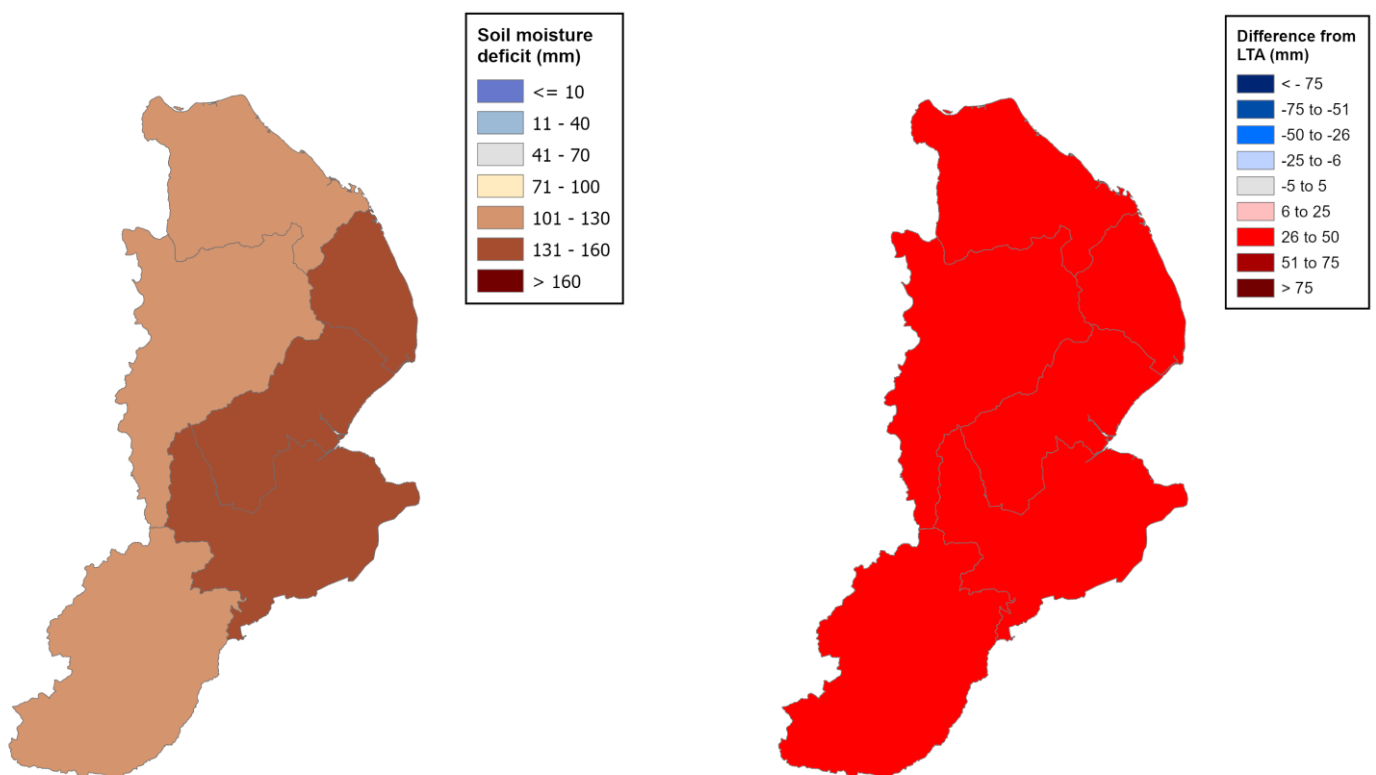 Soil moisture
deficit (mm)
<= 10
11 - 40
41 - 70
71 - 100
101 - 130
131 - 160
> 160
Difference from
LTA (mm)
< - 75
-75 to -51
-50 to -26
-25 to -6
-5 to 5
6 to 25
26 to 50
51 to 75
> 75